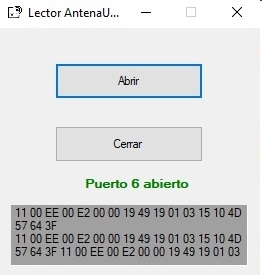 Lector AntenaU...
Abrir
Cerrar
Puerto 6 abierto
11 00 EE 00 E2 00 00 19 49 19 01 03 15 10 4D
57 64 3F
11 00 EE 00 E2 00 00 19 49 19 01 03 15 10 4D
57 64 3F 11 00 EE E2 00 00 19 49 19 01 03